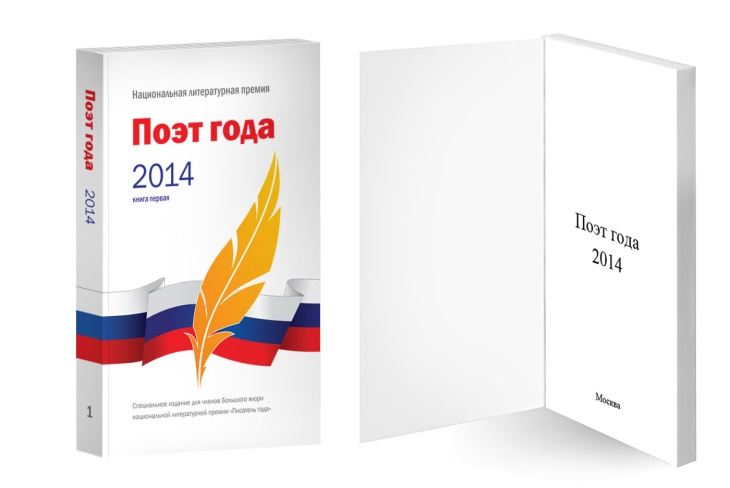 Поэт года
2014
1
Национальная литературная премия
Поэт года
2014
книга первая
Специальное издание для членов Большого жюри
национальной литературной премии «Писатель года»
Поэт года
2014
Москва